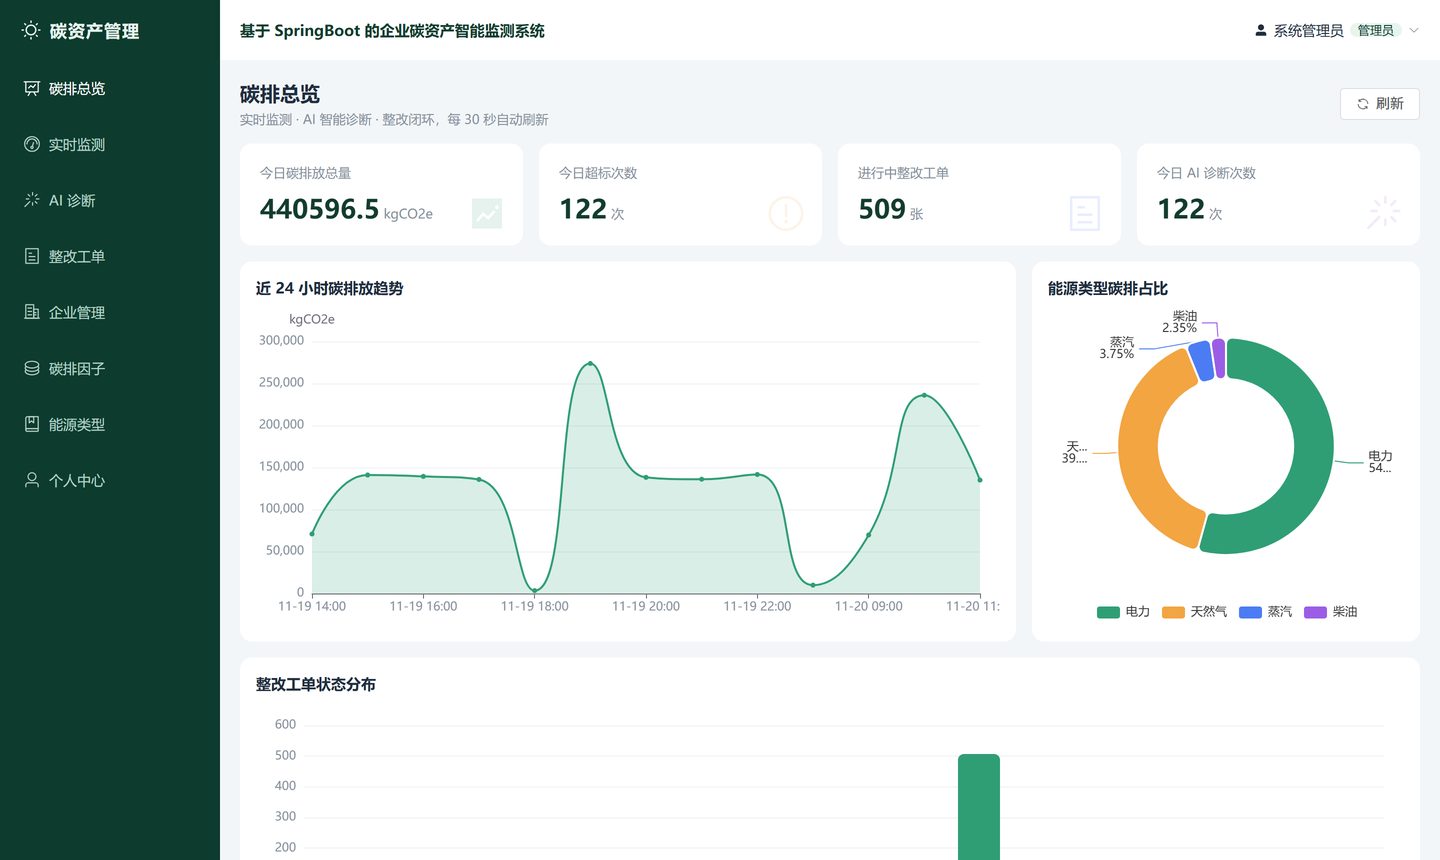 碳资产管理
碳排总览
实时监测
AI 诊断
整改工单
企业管理
碳排因子
能源类型
个人中心
基于 SpringBoot 的企业碳资产智能监测系统
系统管理员 管理员
碳排总览
实时监测 · AI 智能诊断 · 整改闭环，每 30 秒自动刷新
刷新
今日碳排放总量
440596.5 kgCO2e
今日超标次数
122 次
进行中整改工单
509 张
今日 AI 诊断次数
122 次
近 24 小时碳排放趋势
kgCO2e
300,000
250,000
200,000
150,000
100,000
50,000
0
11-19 14:00 11-19 16:00 11-19 18:00 11-19 20:00 11-19 22:00 11-20 09:00 11-20 11:
能源类型碳排占比
柴油
2.35%
蒸汽
3.75%
天...
39....
电力
54...
电力 天然气 蒸汽 柴油
整改工单状态分布
600
500
400
300
200